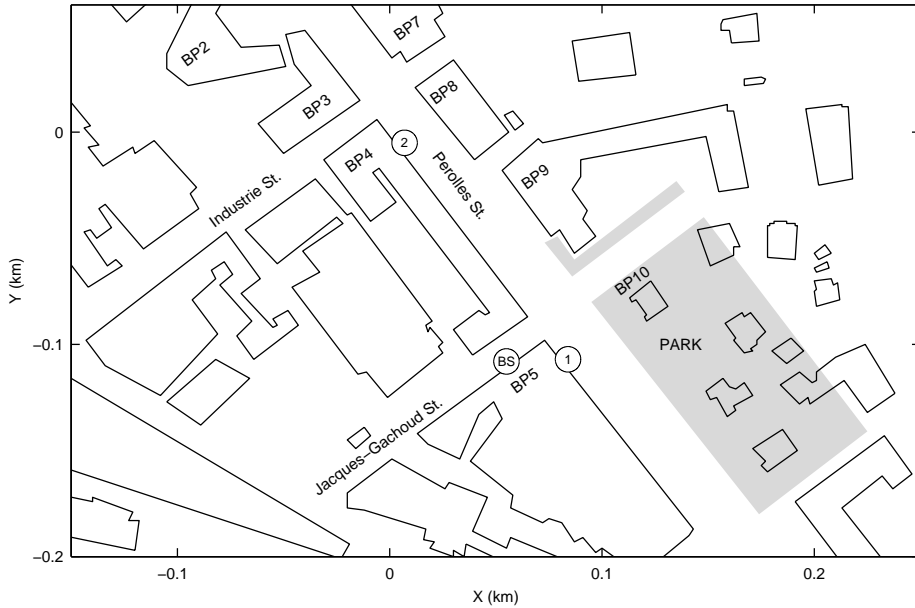 BP7
BP2
BP8
BP3
0
2
BP4
Perolles St.
BP9
Industrie St.
BP10
Y (km)
−0.1
PARK
BS
1
BP5
Jacques−Gachoud St.
−0.2
−0.1
0
0.1
0.2
X (km)